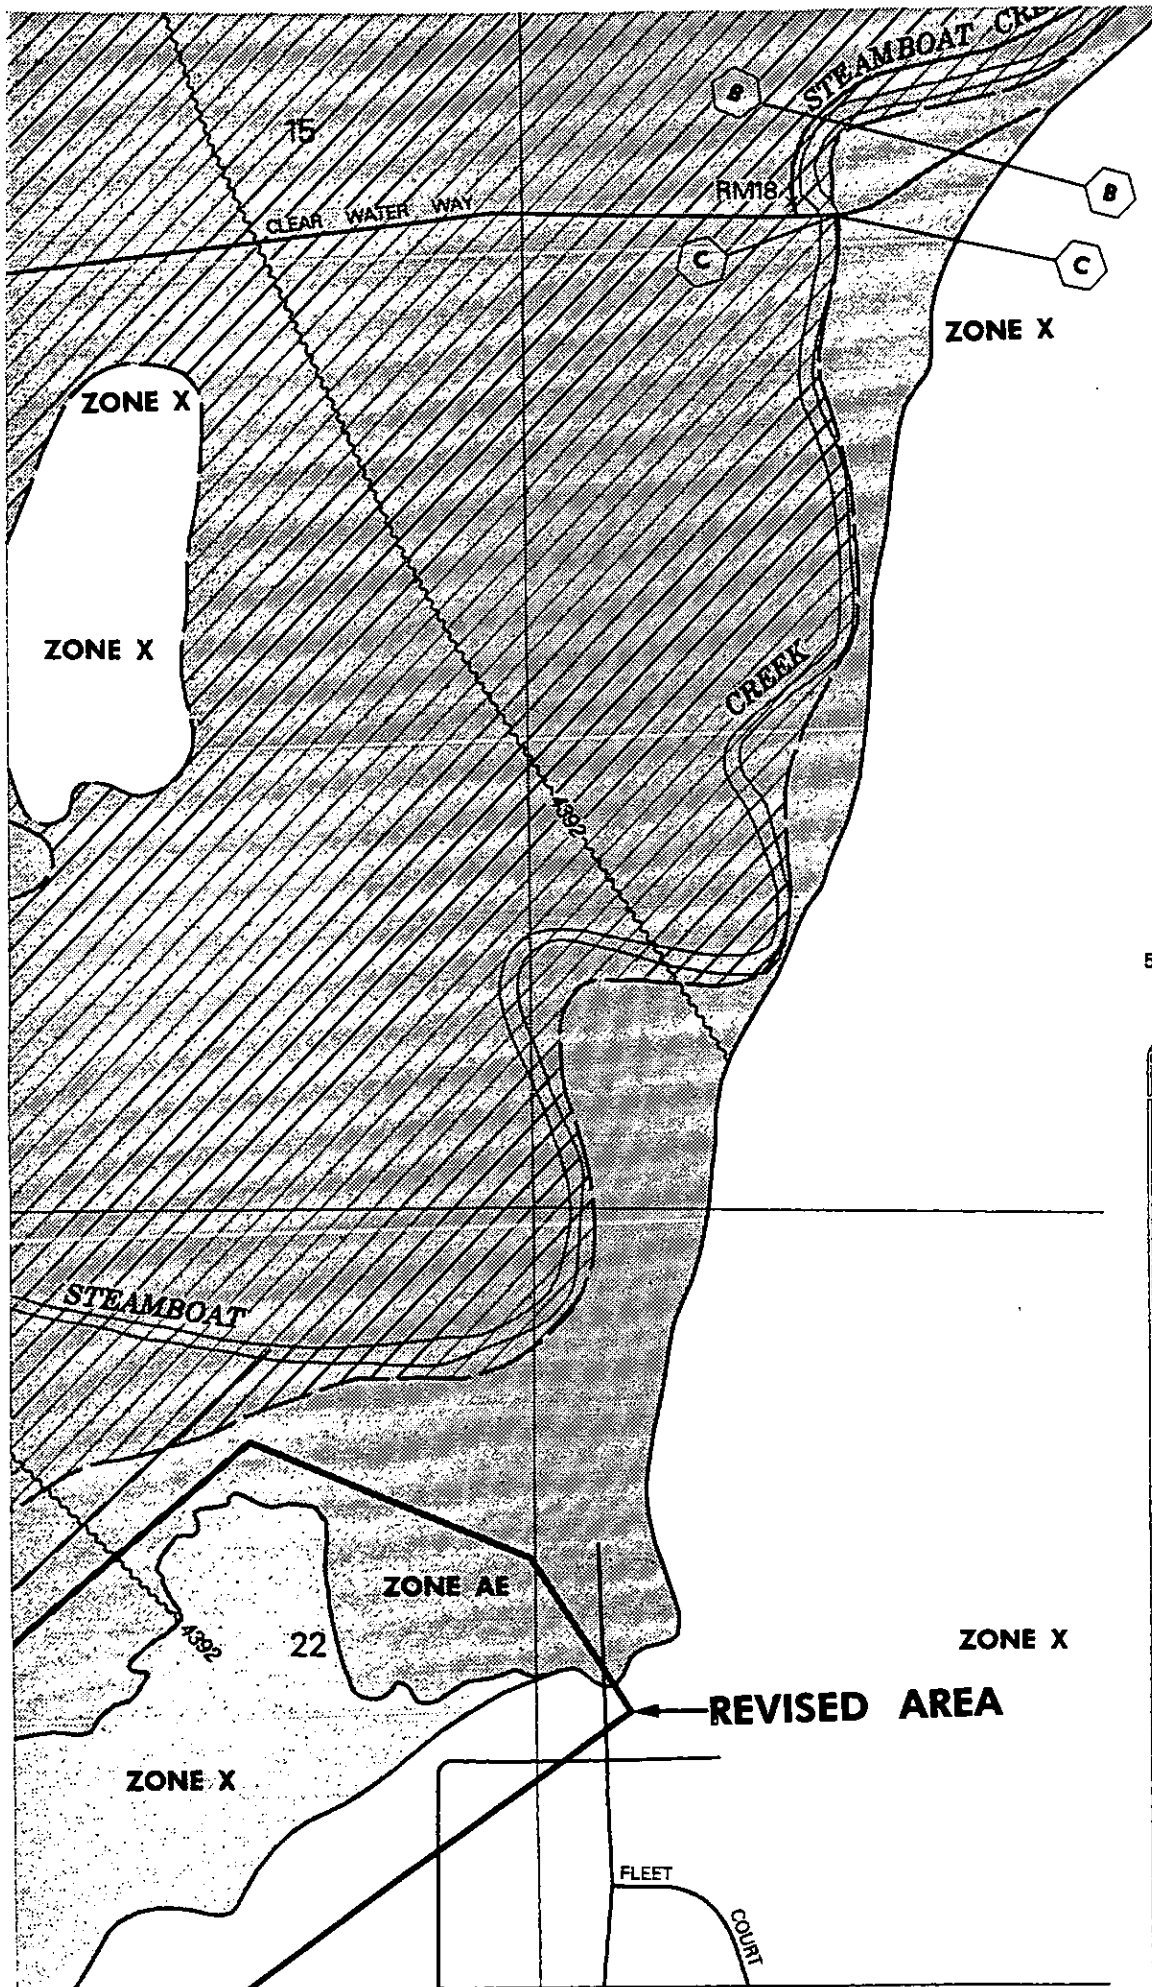 STEAMBOAT CRE
B
15
RM18
B
CLEAR WATER WAY
C
C
ZONE X
ZONE X
ZONE X
CREEK
4392
5
STEAMBOAT
ZONE AE
4392
22
ZONE X
REVISED AREA
ZONE X
FLEET
COURT